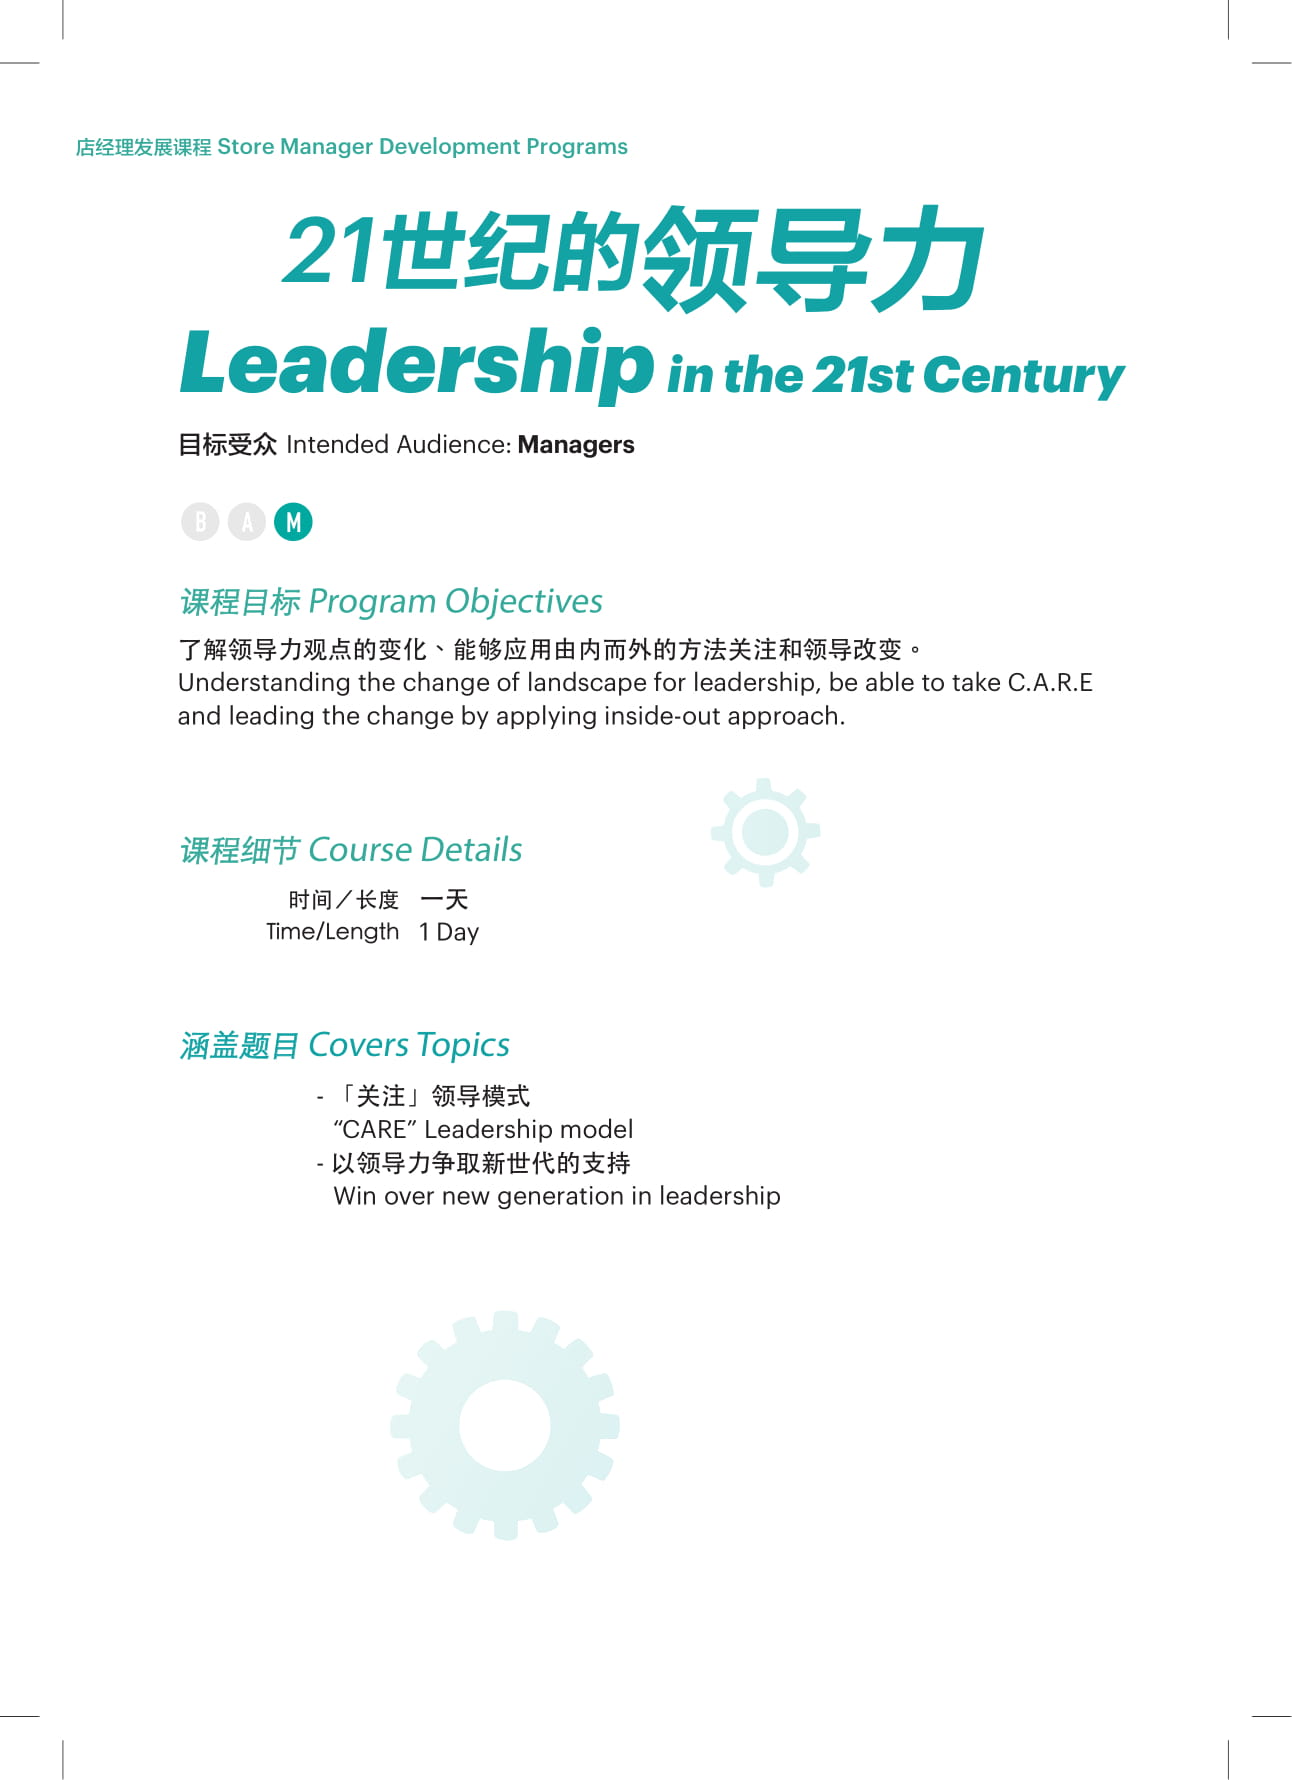 店经理发展课程 Store Manager Development Programs
21世纪的领导力
Leadership in the 21st Century
目标受众 Intended Audience: Managers
B A M
课程目标 Program Objectives
了解领导力观点的变化、能够应用由内而外的方法关注和领导改变。
Understanding the change of landscape for leadership, be able to take C.A.R.E
and leading the change by applying inside-out approach.
课程细节 Course Details
时间／长度 一天
Time/Length 1 Day
涵盖题目 Covers Topics
- 「关注」领导模式
“CARE” Leadership model
- 以领导力争取新世代的支持
Win over new generation in leadership